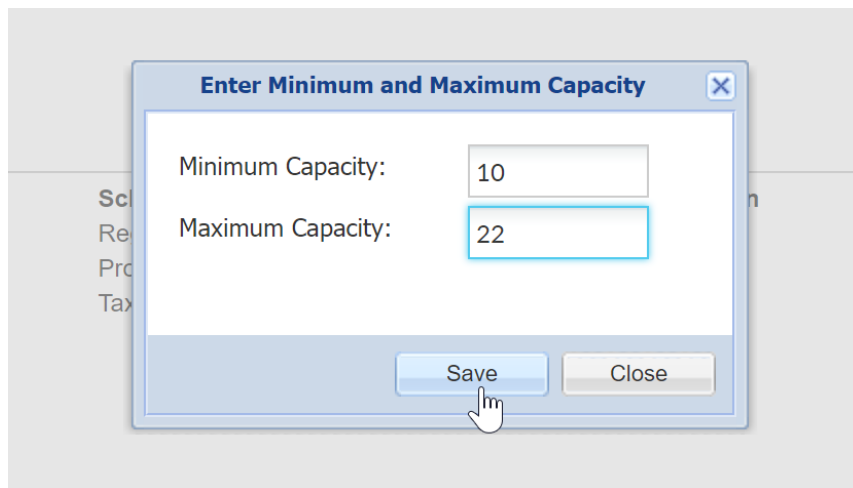 Enter Minimum and Maximum Capacity
Minimum Capacity: 10
Maximum Capacity: 22
Save Close